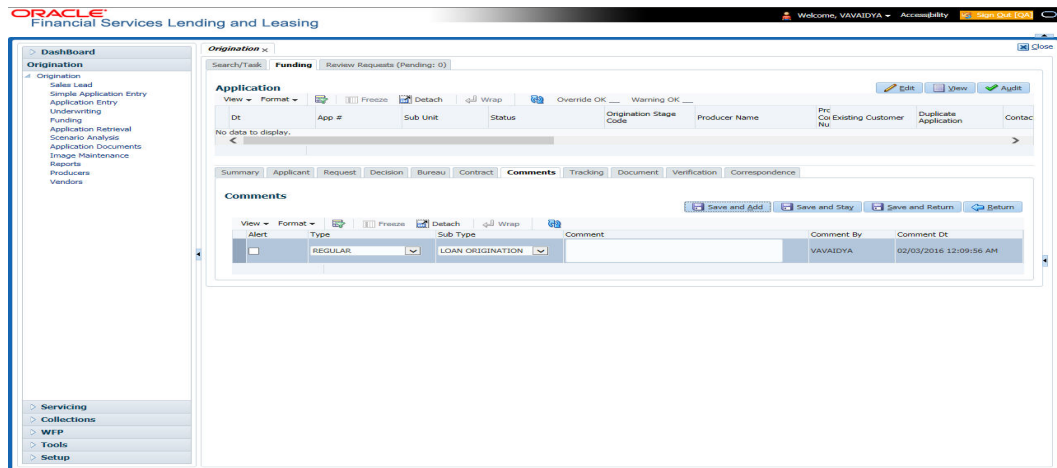 ORACLE
Financial Services Lending and Leasing
Welcome, VAVAIDYA Accessibility Sign Out [QA]
DashBoard
Origination
Origination
Sales Lead
Simple Application Entry
Application Entry
Underwriting
Funding
Application Retrieval
Scenario Analysis
Application Documents
Image Maintenance
Reports
Producers
Vendors
Servicing
Collections
WFP
Tools
Setup
Origination x Close
Search/Task Funding Review Requests (Pending: 0)
Application Edit View Audit
View Format Freeze Detach Wrap Override OK __ Warning OK __
Dt App # Sub Unit Status Origination Stage Code Producer Name Existing Customer Duplicate Application Contac
No data to display.
Summary Applicant Request Decision Bureau Contract Comments Tracking Document Verification Correspondence
Comments
Save and Add Save and Stay Save and Return Return
View Format Freeze Detach Wrap
Alert Type Sub Type Comment Comment By Comment Dt
REGULAR LOAN ORIGINATION VAVAIDYA 02/03/2016 12:09:56 AM